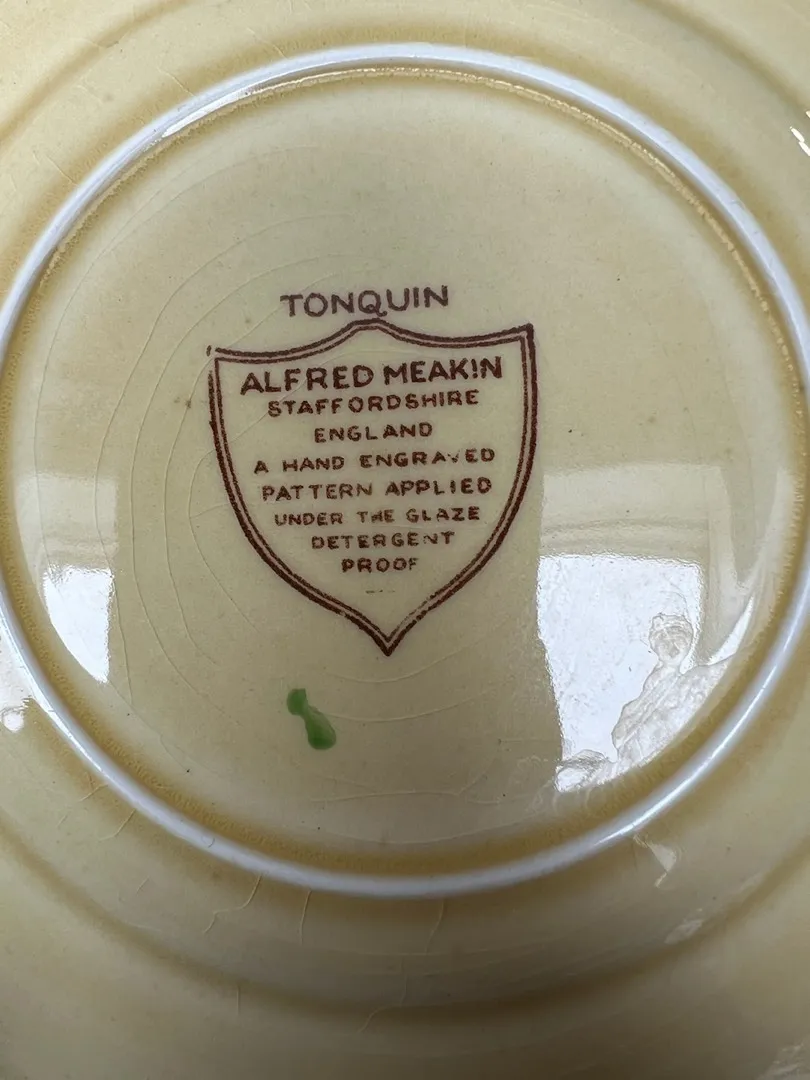 TONQUIN
ALFRED MEAKIN
STAFFORDSHIRE
ENGLAND
A HAND ENGRAVED
PATTERN APPLIED
UNDER THE GLAZE
DETERGENT
PROOF